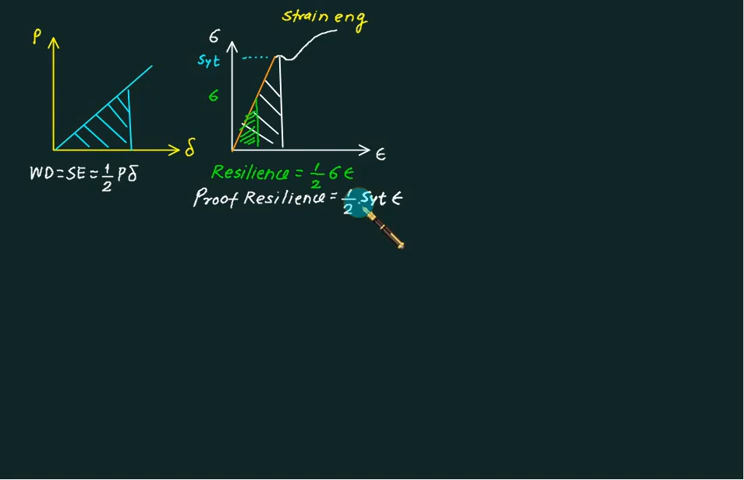 strain eng
P
б
Syt
б
δ
ϵ
WD = SE = 1/2 Pδ
Resilience = 1/2 б ϵ
Proof Resilience = 1/2 . Syt ϵ